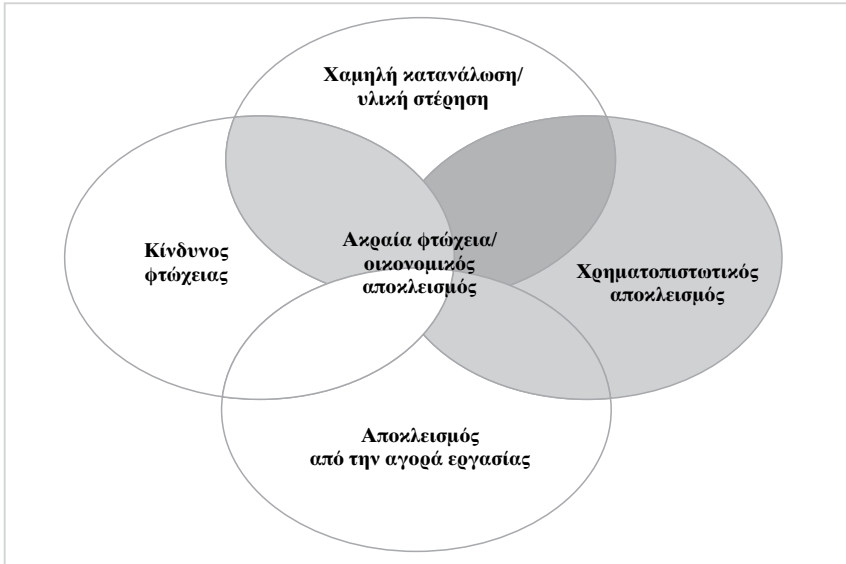 Χαμηλή κατανάλωση/
υλική στέρηση
Κίνδυνος
φτώχειας
Ακραία φτώχεια/
οικονομικός
αποκλεισμός
Χρηματοπιστωτικός
αποκλεισμός
Αποκλεισμός
από την αγορά εργασίας